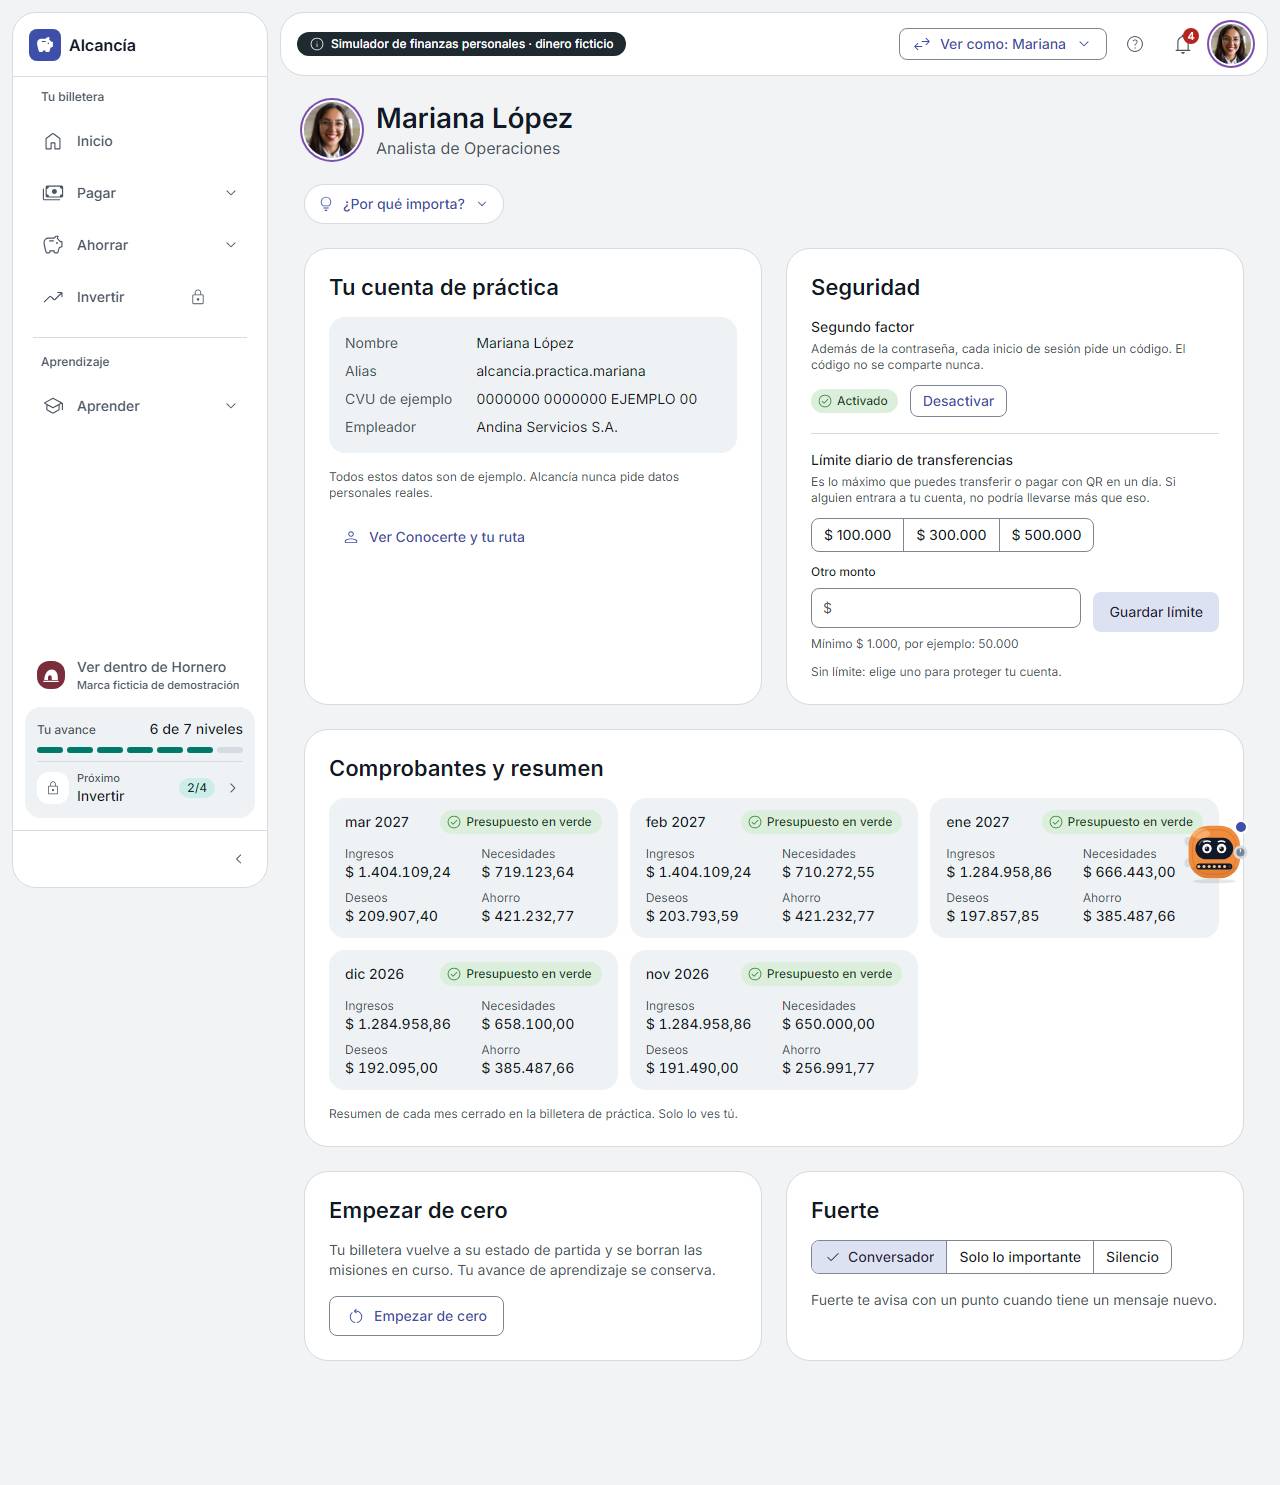 Alcancía
Simulador de finanzas personales · dinero ficticio
Ver como: Mariana
4
Tu billetera
Inicio
Pagar
Ahorrar
Invertir
Aprendizaje
Aprender
Ver dentro de Hornero
Marca ficticia de demostración
Tu avance
6 de 7 niveles
Próximo
Invertir
2/4
Mariana López
Analista de Operaciones
¿Por qué importa?
Tu cuenta de práctica
Nombre Mariana López
Alias alcancia.practica.mariana
CVU de ejemplo 0000000 0000000 EJEMPLO 00
Empleador Andina Servicios S.A.
Todos estos datos son de ejemplo. Alcancía nunca pide datos
personales reales.
Ver Conocerte y tu ruta
Seguridad
Segundo factor
Además de la contraseña, cada inicio de sesión pide un código. El
código no se comparte nunca.
Activado
Desactivar
Límite diario de transferencias
Es lo máximo que puedes transferir o pagar con QR en un día. Si
alguien entrara a tu cuenta, no podría llevarse más que eso.
$ 100.000 $ 300.000 $ 500.000
Otro monto
$
Guardar límite
Mínimo $ 1.000, por ejemplo: 50.000
Sin límite: elige uno para proteger tu cuenta.
Comprobantes y resumen
mar 2027 Presupuesto en verde
Ingresos Necesidades
$ 1.404.109,24 $ 719.123,64
Deseos Ahorro
$ 209.907,40 $ 421.232,77
feb 2027 Presupuesto en verde
Ingresos Necesidades
$ 1.404.109,24 $ 710.272,55
Deseos Ahorro
$ 203.793,59 $ 421.232,77
ene 2027 Presupuesto en verde
Ingresos Necesidades
$ 1.284.958,86 $ 666.443,00
Deseos Ahorro
$ 197.857,85 $ 385.487,66
dic 2026 Presupuesto en verde
Ingresos Necesidades
$ 1.284.958,86 $ 658.100,00
Deseos Ahorro
$ 192.095,00 $ 385.487,66
nov 2026 Presupuesto en verde
Ingresos Necesidades
$ 1.284.958,86 $ 650.000,00
Deseos Ahorro
$ 191.490,00 $ 256.991,77
Resumen de cada mes cerrado en la billetera de práctica. Solo lo ves tú.
Empezar de cero
Tu billetera vuelve a su estado de partida y se borran las
misiones en curso. Tu avance de aprendizaje se conserva.
Empezar de cero
Fuerte
Conversador Solo lo importante Silencio
Fuerte te avisa con un punto cuando tiene un mensaje nuevo.